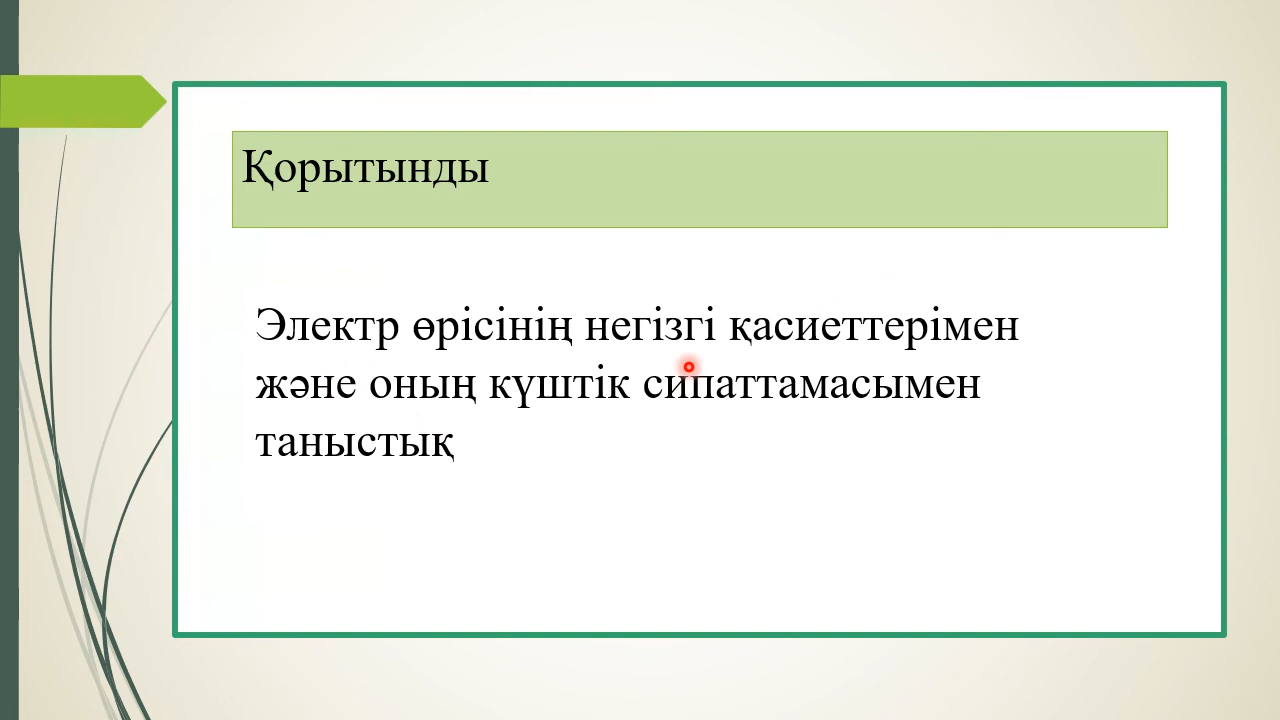 Қорытынды
Электр өрісінің негізгі қасиеттерімен
және оның күштік сипаттамасымен
таныстық